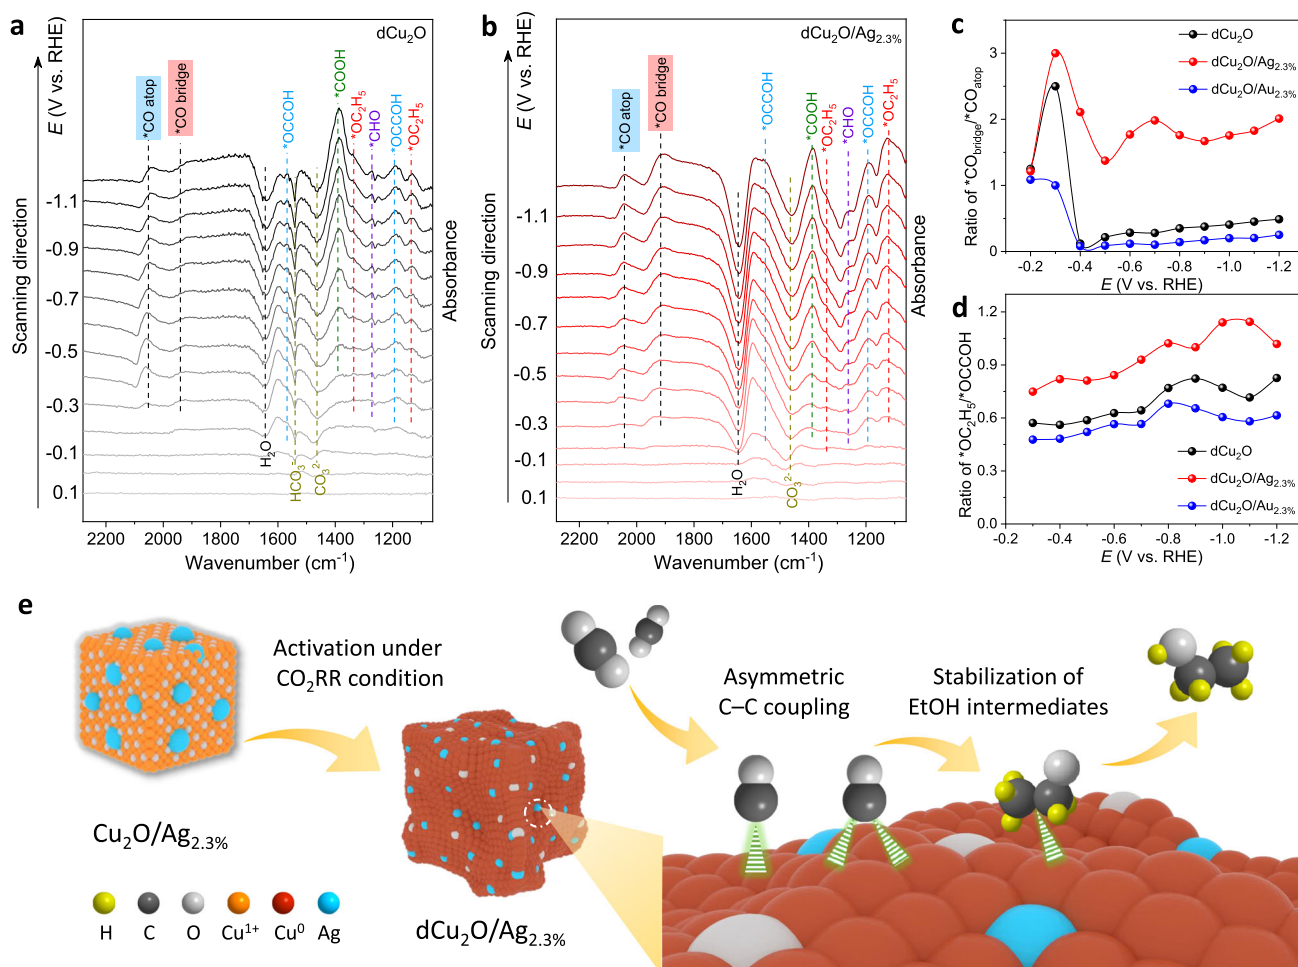 a
dCu₂O
E (V vs. RHE)
Scanning direction
*CO atop
*CO bridge
*OCCOH
*COOH
*OC₂H₅
*CHO
*OCCOH
*OC₂H₅
-1.1
-0.9
-0.7
-0.5
-0.3
-0.1
0.1
H₂O
HCO₃⁻
CO₃²⁻
Absorbance
2200 2000 1800 1600 1400 1200
Wavenumber (cm⁻¹)
b
dCu₂O/Ag₂.₃%
E (V vs. RHE)
Scanning direction
*CO atop
*CO bridge
*OCCOH
*COOH
*OC₂H₅
*CHO
*OCCOH
*OC₂H₅
-1.1
-0.9
-0.7
-0.5
-0.3
-0.1
0.1
H₂O
CO₃²⁻
Absorbance
2200 2000 1800 1600 1400 1200
Wavenumber (cm⁻¹)
c
Ratio of *CO_bridge/*CO_atop
3
2
1
0
dCu₂O
dCu₂O/Ag₂.₃%
dCu₂O/Au₂.₃%
-0.2 -0.4 -0.6 -0.8 -1.0 -1.2
E (V vs. RHE)
d
Ratio of *OC₂H₅/*OCCOH
1.2
0.9
0.6
0.3
0.0
dCu₂O
dCu₂O/Ag₂.₃%
dCu₂O/Au₂.₃%
-0.2 -0.4 -0.6 -0.8 -1.0 -1.2
E (V vs. RHE)
e
Activation under
CO₂RR condition
Asymmetric
C–C coupling
Stabilization of
EtOH intermediates
Cu₂O/Ag₂.₃%
dCu₂O/Ag₂.₃%
H C O Cu¹⁺ Cu⁰ Ag